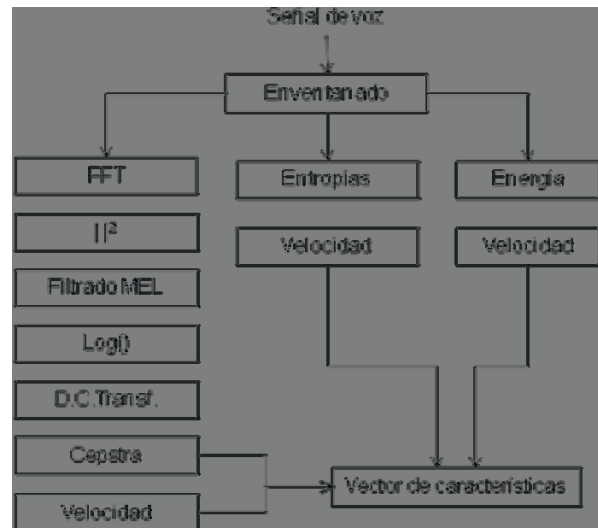 Señal de voz
Enventanado
FFT
Entropías
Energía
||²
Velocidad
Velocidad
Filtrado MEL
Log()
D.C.Transf.
Cepstra
Vector de características
Velocidad